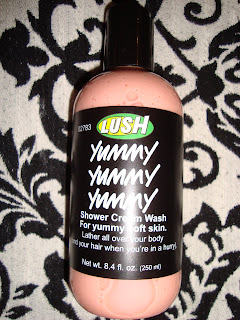 02783
LUSH
YUMMY
YUMMY
YUMMY
Shower Cream Wash
For yummy soft skin.
Lather all over your body
and your hair when you're in a hurry!
Net wt. 8.4 fl. oz. (250 ml)